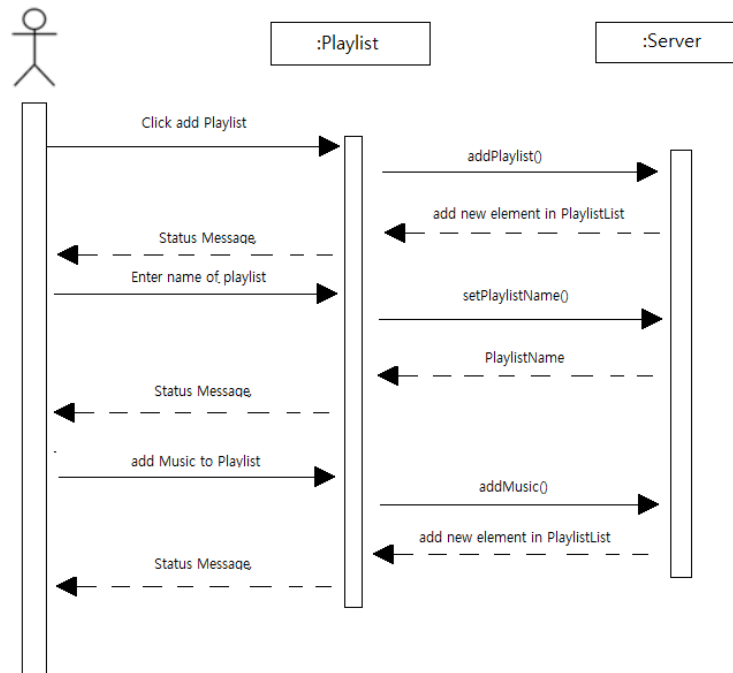 :Playlist
:Server
Click add Playlist
addPlaylist()
add new element in PlaylistList
Status Message
Enter name of playlist
setPlaylistName()
PlaylistName
Status Message
add Music to Playlist
addMusic()
add new element in PlaylistList
Status Message